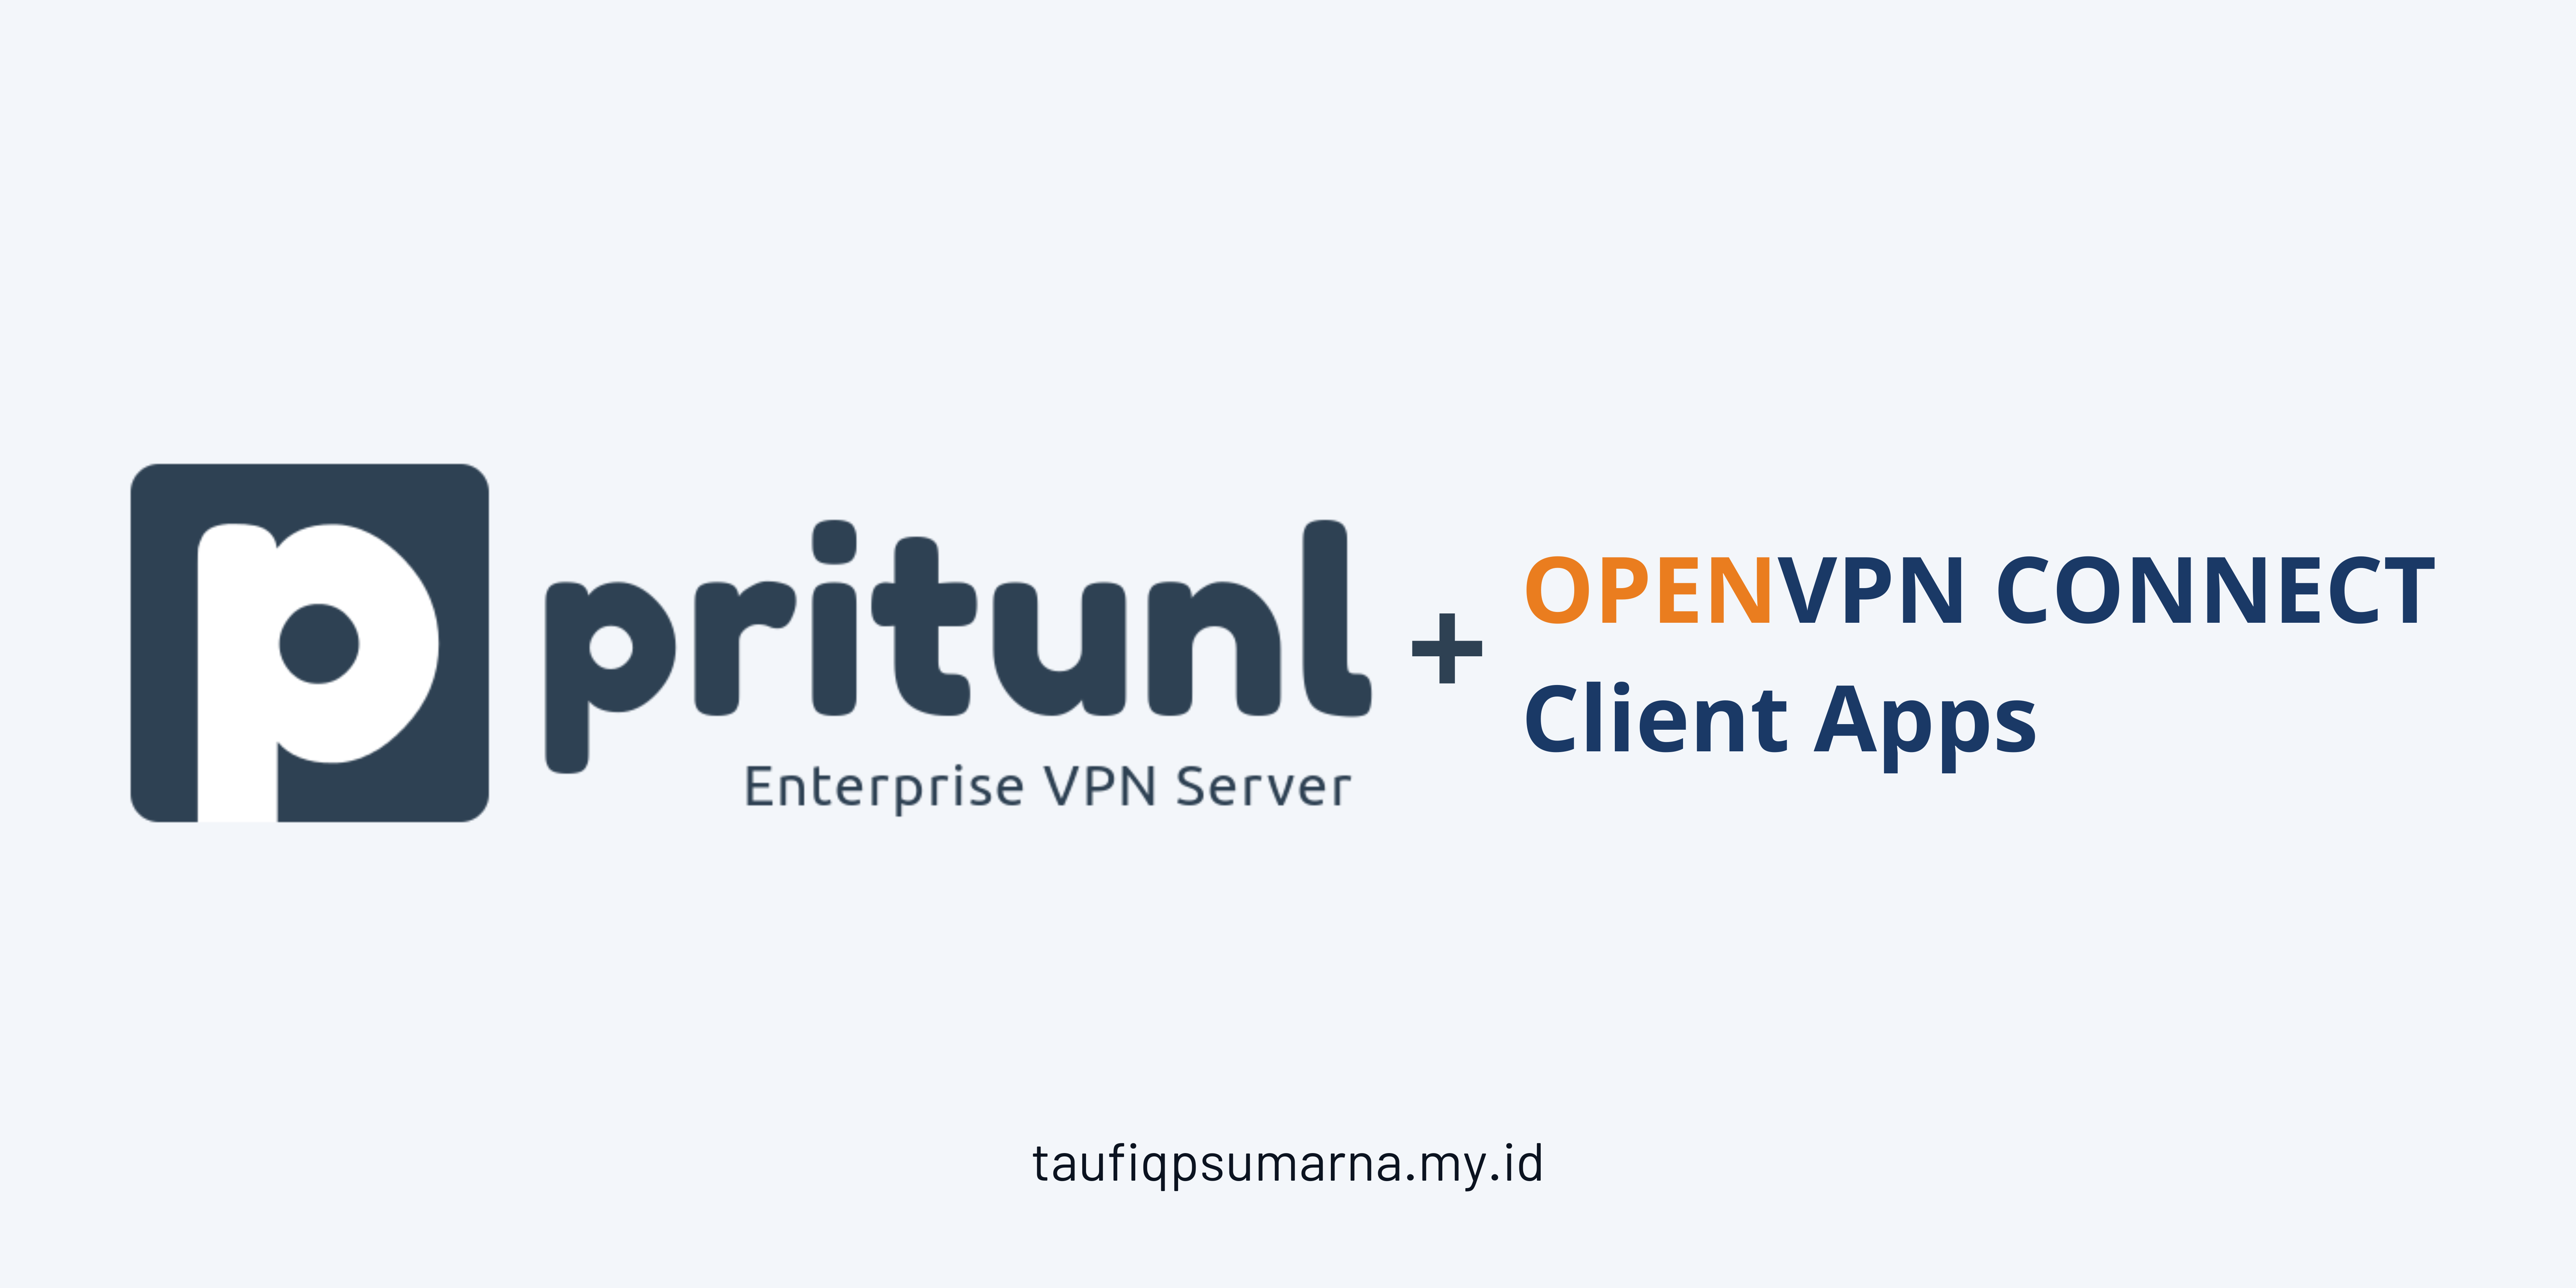 p
pritunl
Enterprise VPN Server
+
OPENVPN CONNECT
Client Apps
taufiqpsumarna.my.id